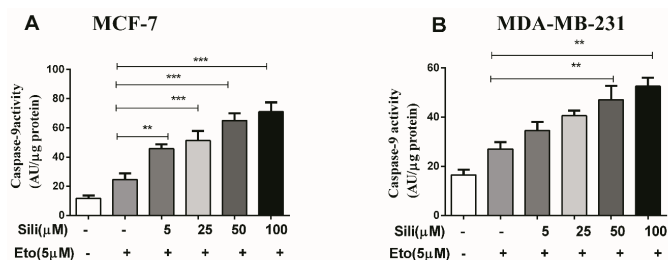 A MCF-7
Caspase-9activity
(AU/μg protein)
100
80
60
40
20
0
**
***
***
***
Sili(μM) - - 5 25 50 100
Eto(5μM) - + + + + +
B MDA-MB-231
Caspase-9 activity
(AU/μg protein)
60
40
20
0
**
**
Sili(μM) - - 5 25 50 100
Eto(5μM) - + + + + +